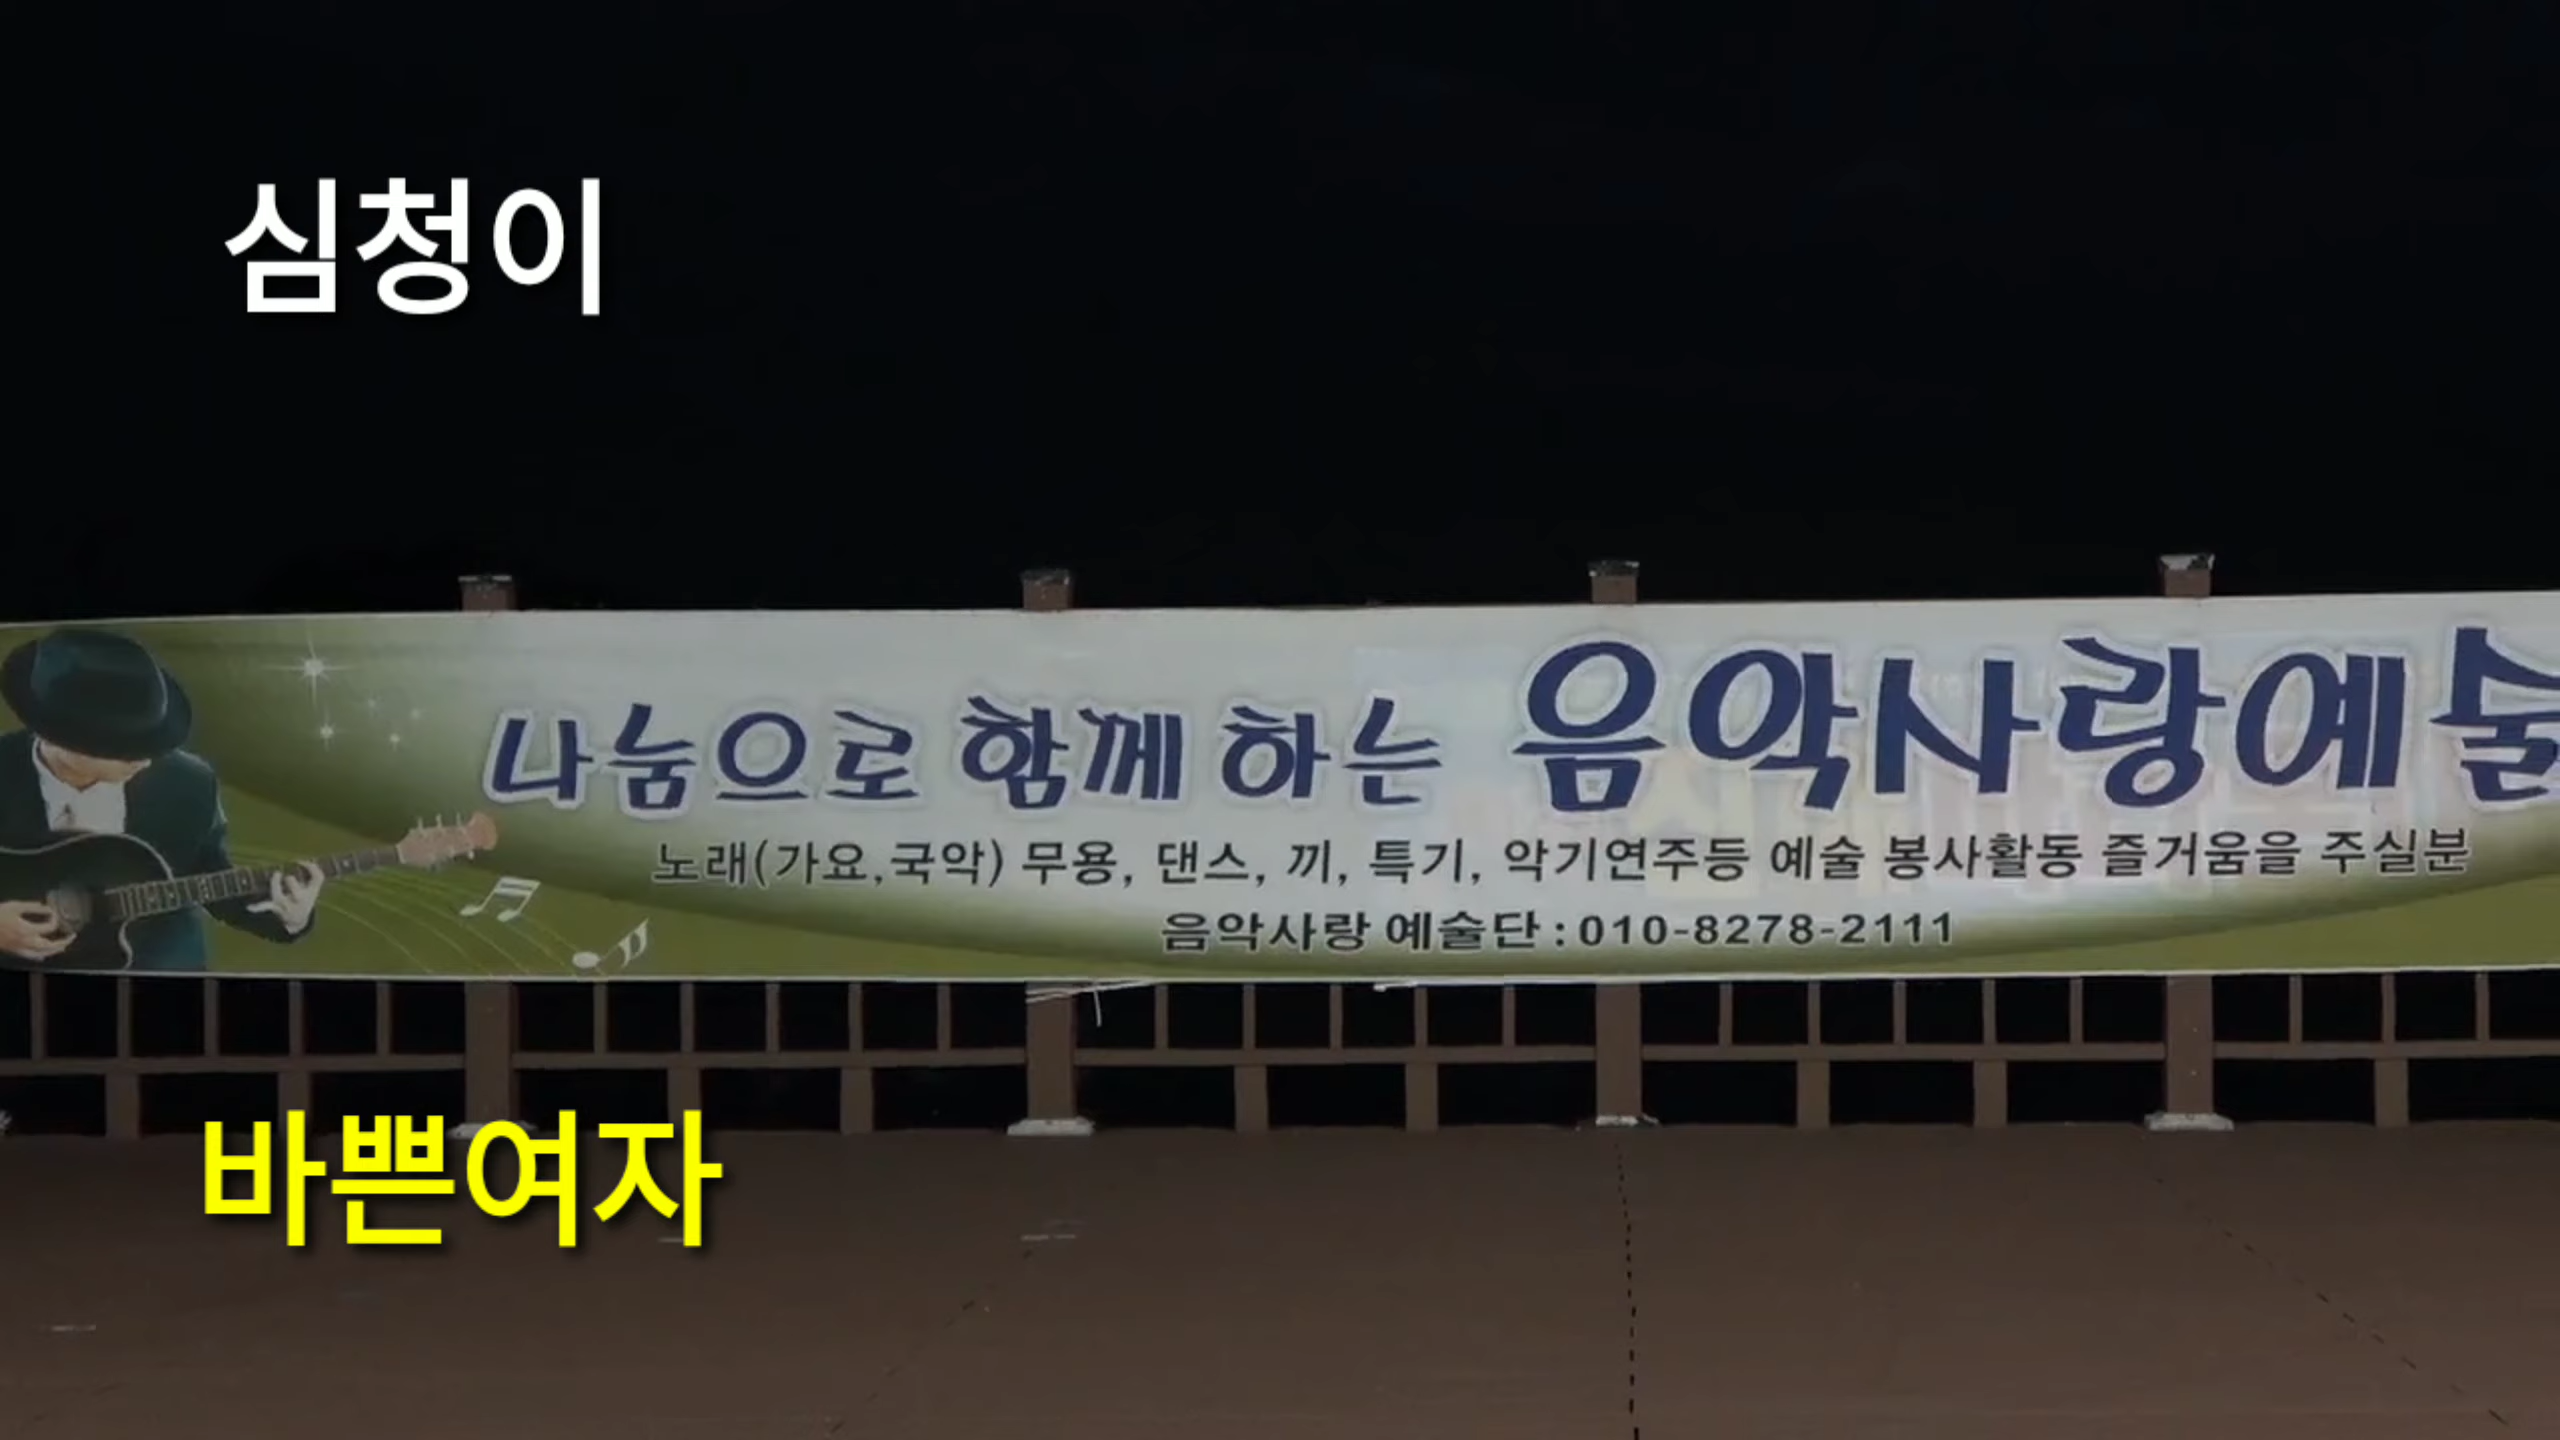 심청이
나눔으로 함께 하는 음악사랑예술
노래(가요,국악) 무용, 댄스, 끼, 특기, 악기연주등 예술 봉사활동 즐거움을 주실분
음악사랑 예술단 : 010-8278-2111
바쁜여자